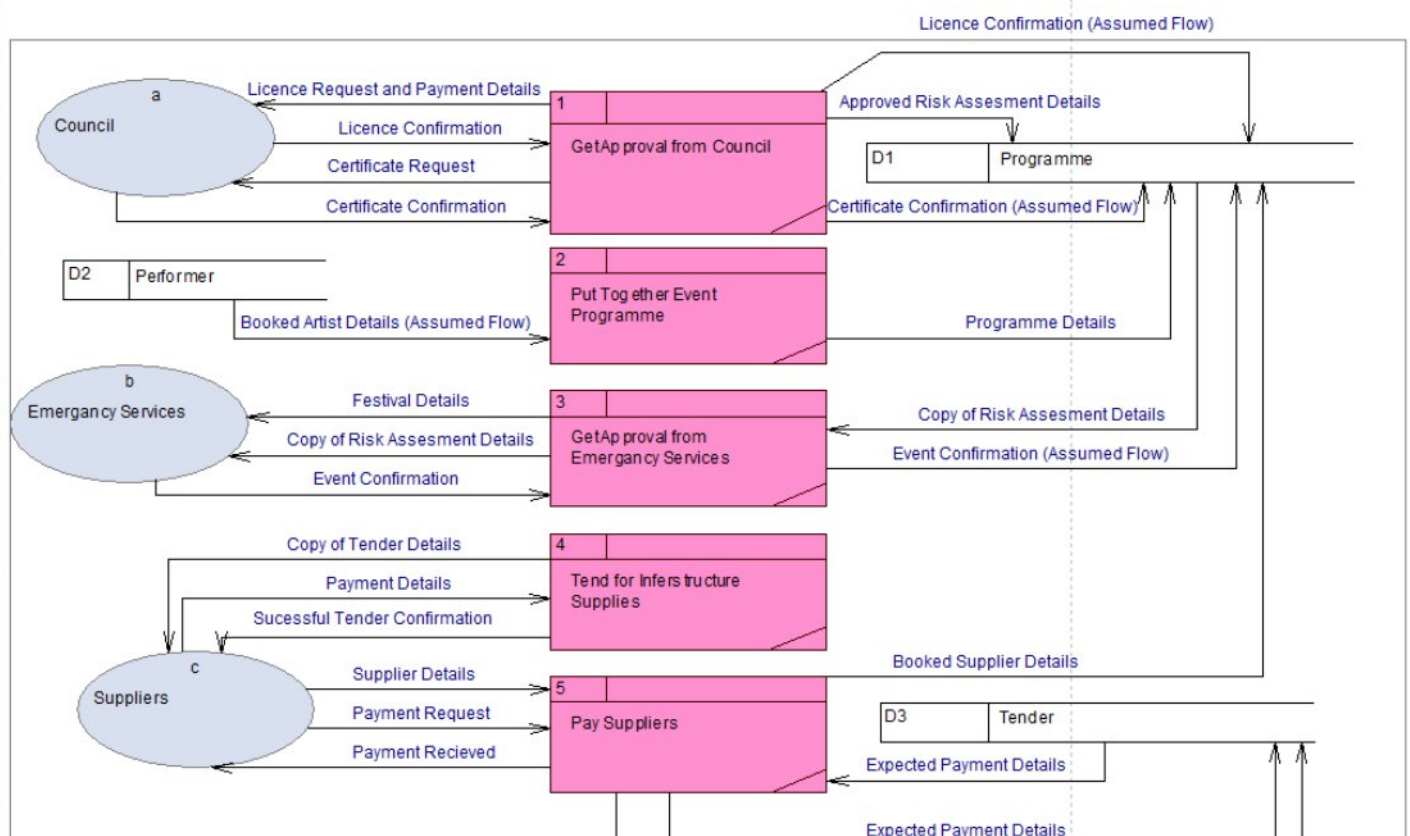 Licence Confirmation (Assumed Flow)
a
Council
Licence Request and Payment Details
Licence Confirmation
Certificate Request
Certificate Confirmation
1
GetApproval from Council
Approved Risk Assesment Details
D1 Programme
Certificate Confirmation (Assumed Flow)
D2 Performer
Booked Artist Details (Assumed Flow)
2
Put Together Event
Programme
Programme Details
b
Emergancy Services
Festival Details
Copy of Risk Assesment Details
Event Confirmation
3
GetApproval from
Emergancy Services
Copy of Risk Assesment Details
Event Confirmation (Assumed Flow)
Copy of Tender Details
Payment Details
Sucessful Tender Confirmation
4
Tend for Inferstructure
Supplies
c
Suppliers
Supplier Details
Payment Request
Payment Recieved
5
Pay Suppliers
Booked Supplier Details
D3 Tender
Expected Payment Details
Expected Payment Details